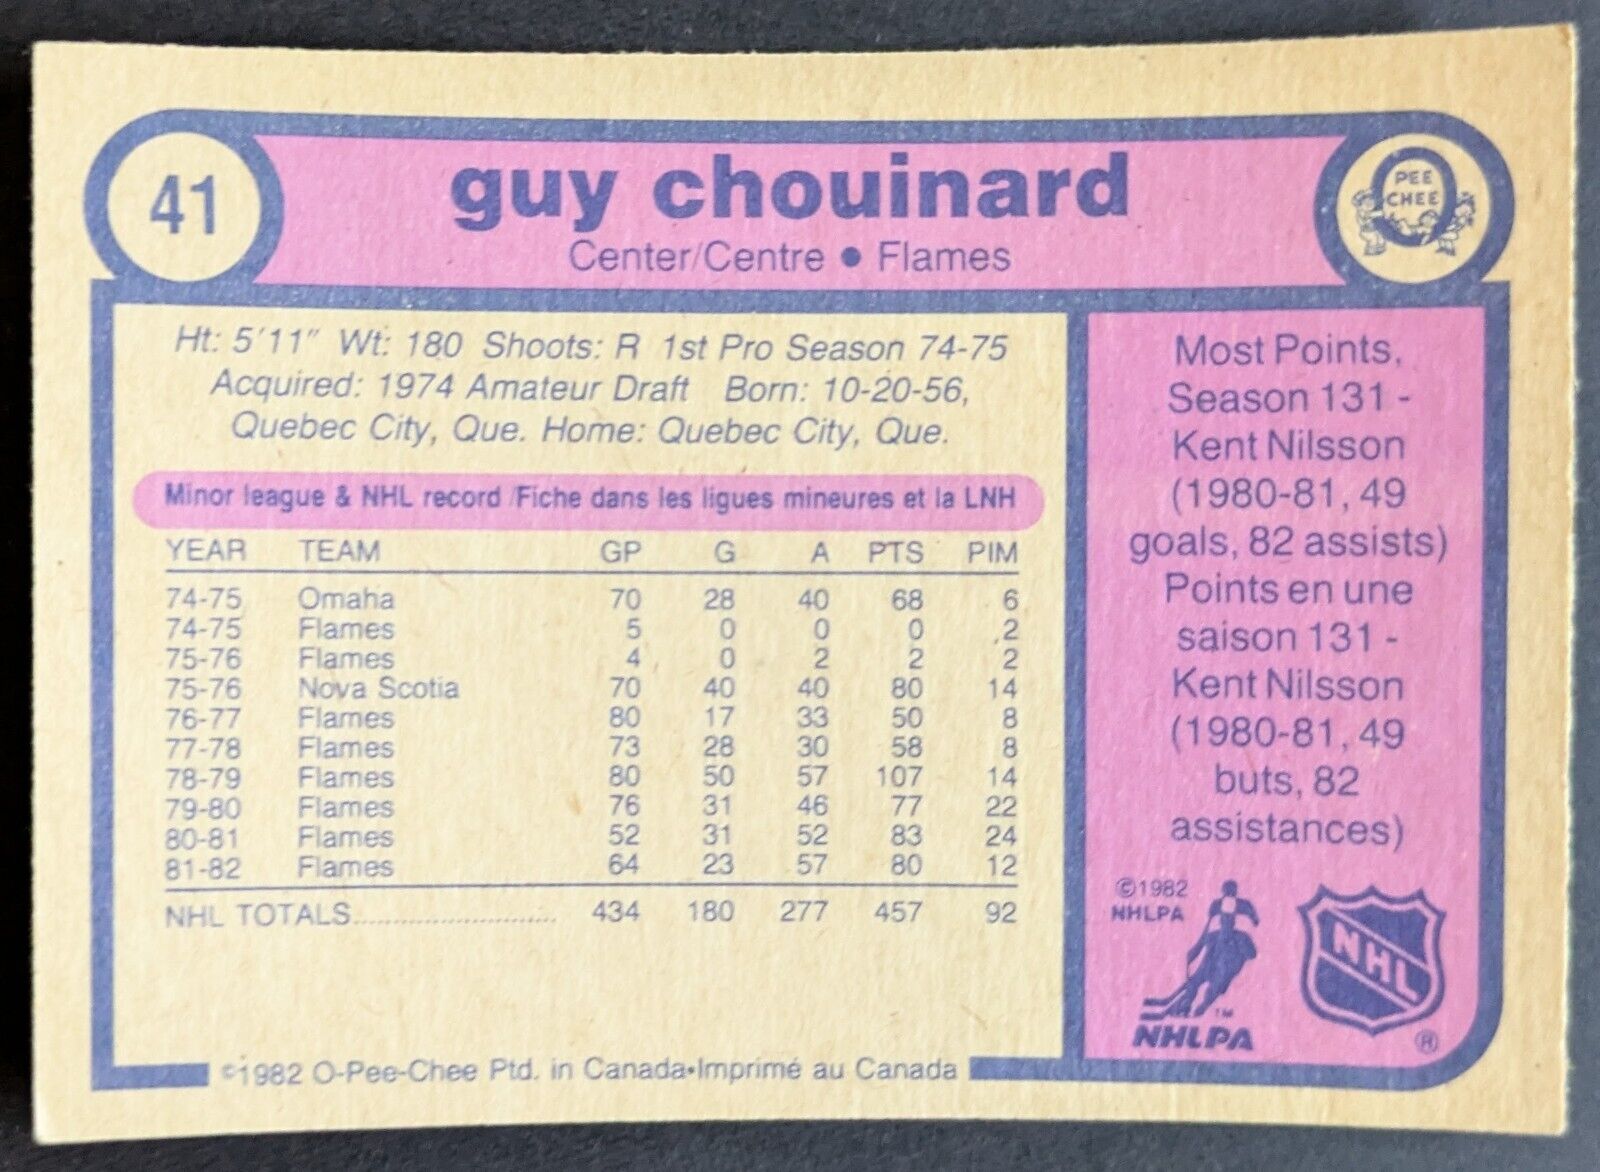 41
guy chouinard
Center/Centre • Flames
PEE
CHEE
Ht: 5'11" Wt: 180 Shoots: R 1st Pro Season 74-75
Acquired: 1974 Amateur Draft Born: 10-20-56,
Quebec City, Que. Home: Quebec City, Que.
Minor league & NHL record/Fiche dans les ligues mineures et la LNH
YEAR TEAM GP G A PTS PIM
74-75 Omaha 70 28 40 68 6
74-75 Flames 5 0 0 0 2
75-76 Flames 4 0 2 2 2
75-76 Nova Scotia 70 40 40 80 14
76-77 Flames 80 17 33 50 8
77-78 Flames 73 28 30 58 8
78-79 Flames 80 50 57 107 14
79-80 Flames 76 31 46 77 22
80-81 Flames 52 31 52 83 24
81-82 Flames 64 23 57 80 12
NHL TOTALS.......................... 434 180 277 457 92
Most Points,
Season 131 -
Kent Nilsson
(1980-81, 49
goals, 82 assists)
Points en une
saison 131 -
Kent Nilsson
(1980-81, 49
buts, 82
assistances)
©1982
NHLPA
TM
NHLPA
NHL
®
©1982 O-Pee-Chee Ptd. in Canada•Imprimé au Canada